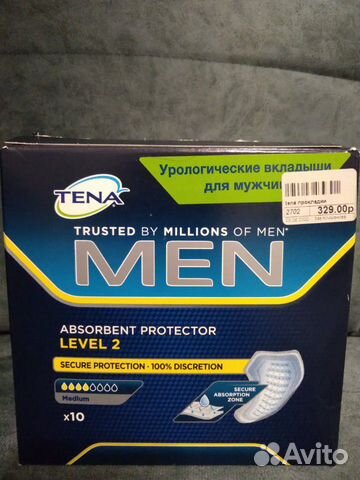 Урологические вкладыши
для мужчин
Tena прокладки
2702
329.00р
TENA
TRUSTED BY MILLIONS OF MEN*
MEN
ABSORBENT PROTECTOR
LEVEL 2
SECURE PROTECTION - 100% DISCRETION
Medium
SECURE
ABSORPTION
ZONE
x10
Avito